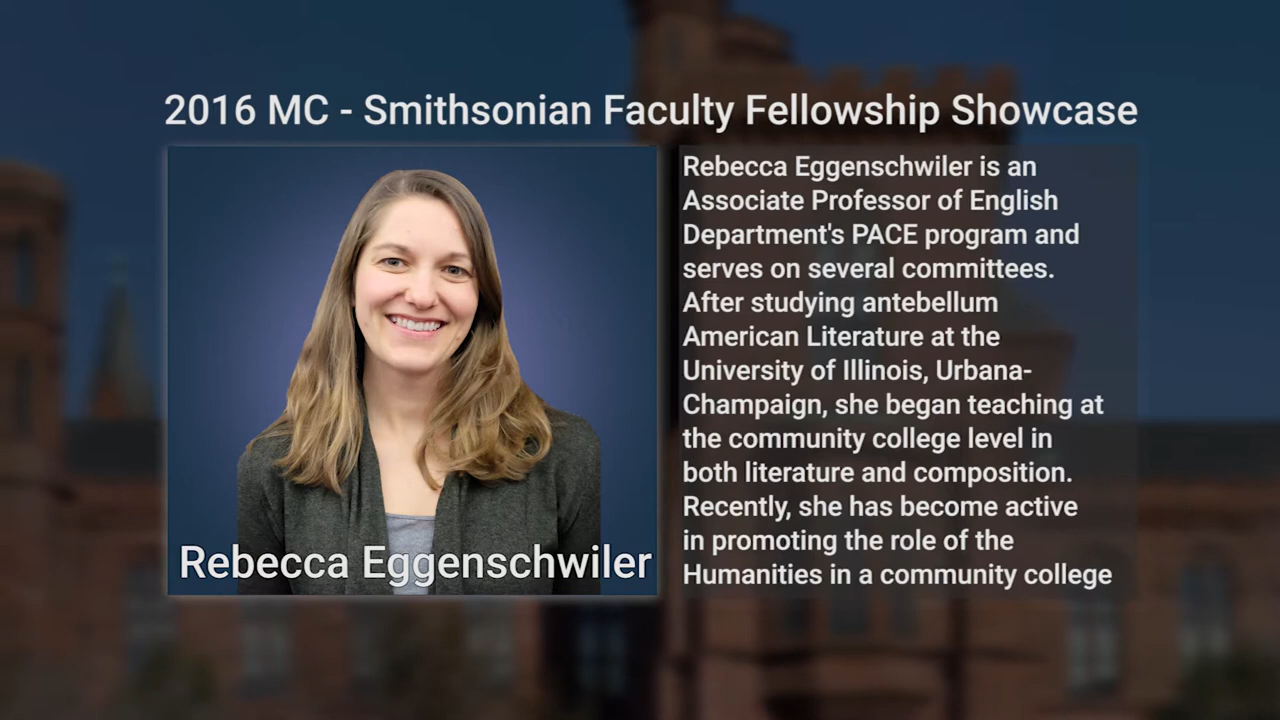 2016 MC - Smithsonian Faculty Fellowship Showcase
Rebecca Eggenschwiler is an
Associate Professor of English
Department's PACE program and
serves on several committees.
After studying antebellum
American Literature at the
University of Illinois, Urbana-
Champaign, she began teaching at
the community college level in
both literature and composition.
Recently, she has become active
in promoting the role of the
Humanities in a community college
Rebecca Eggenschwiler